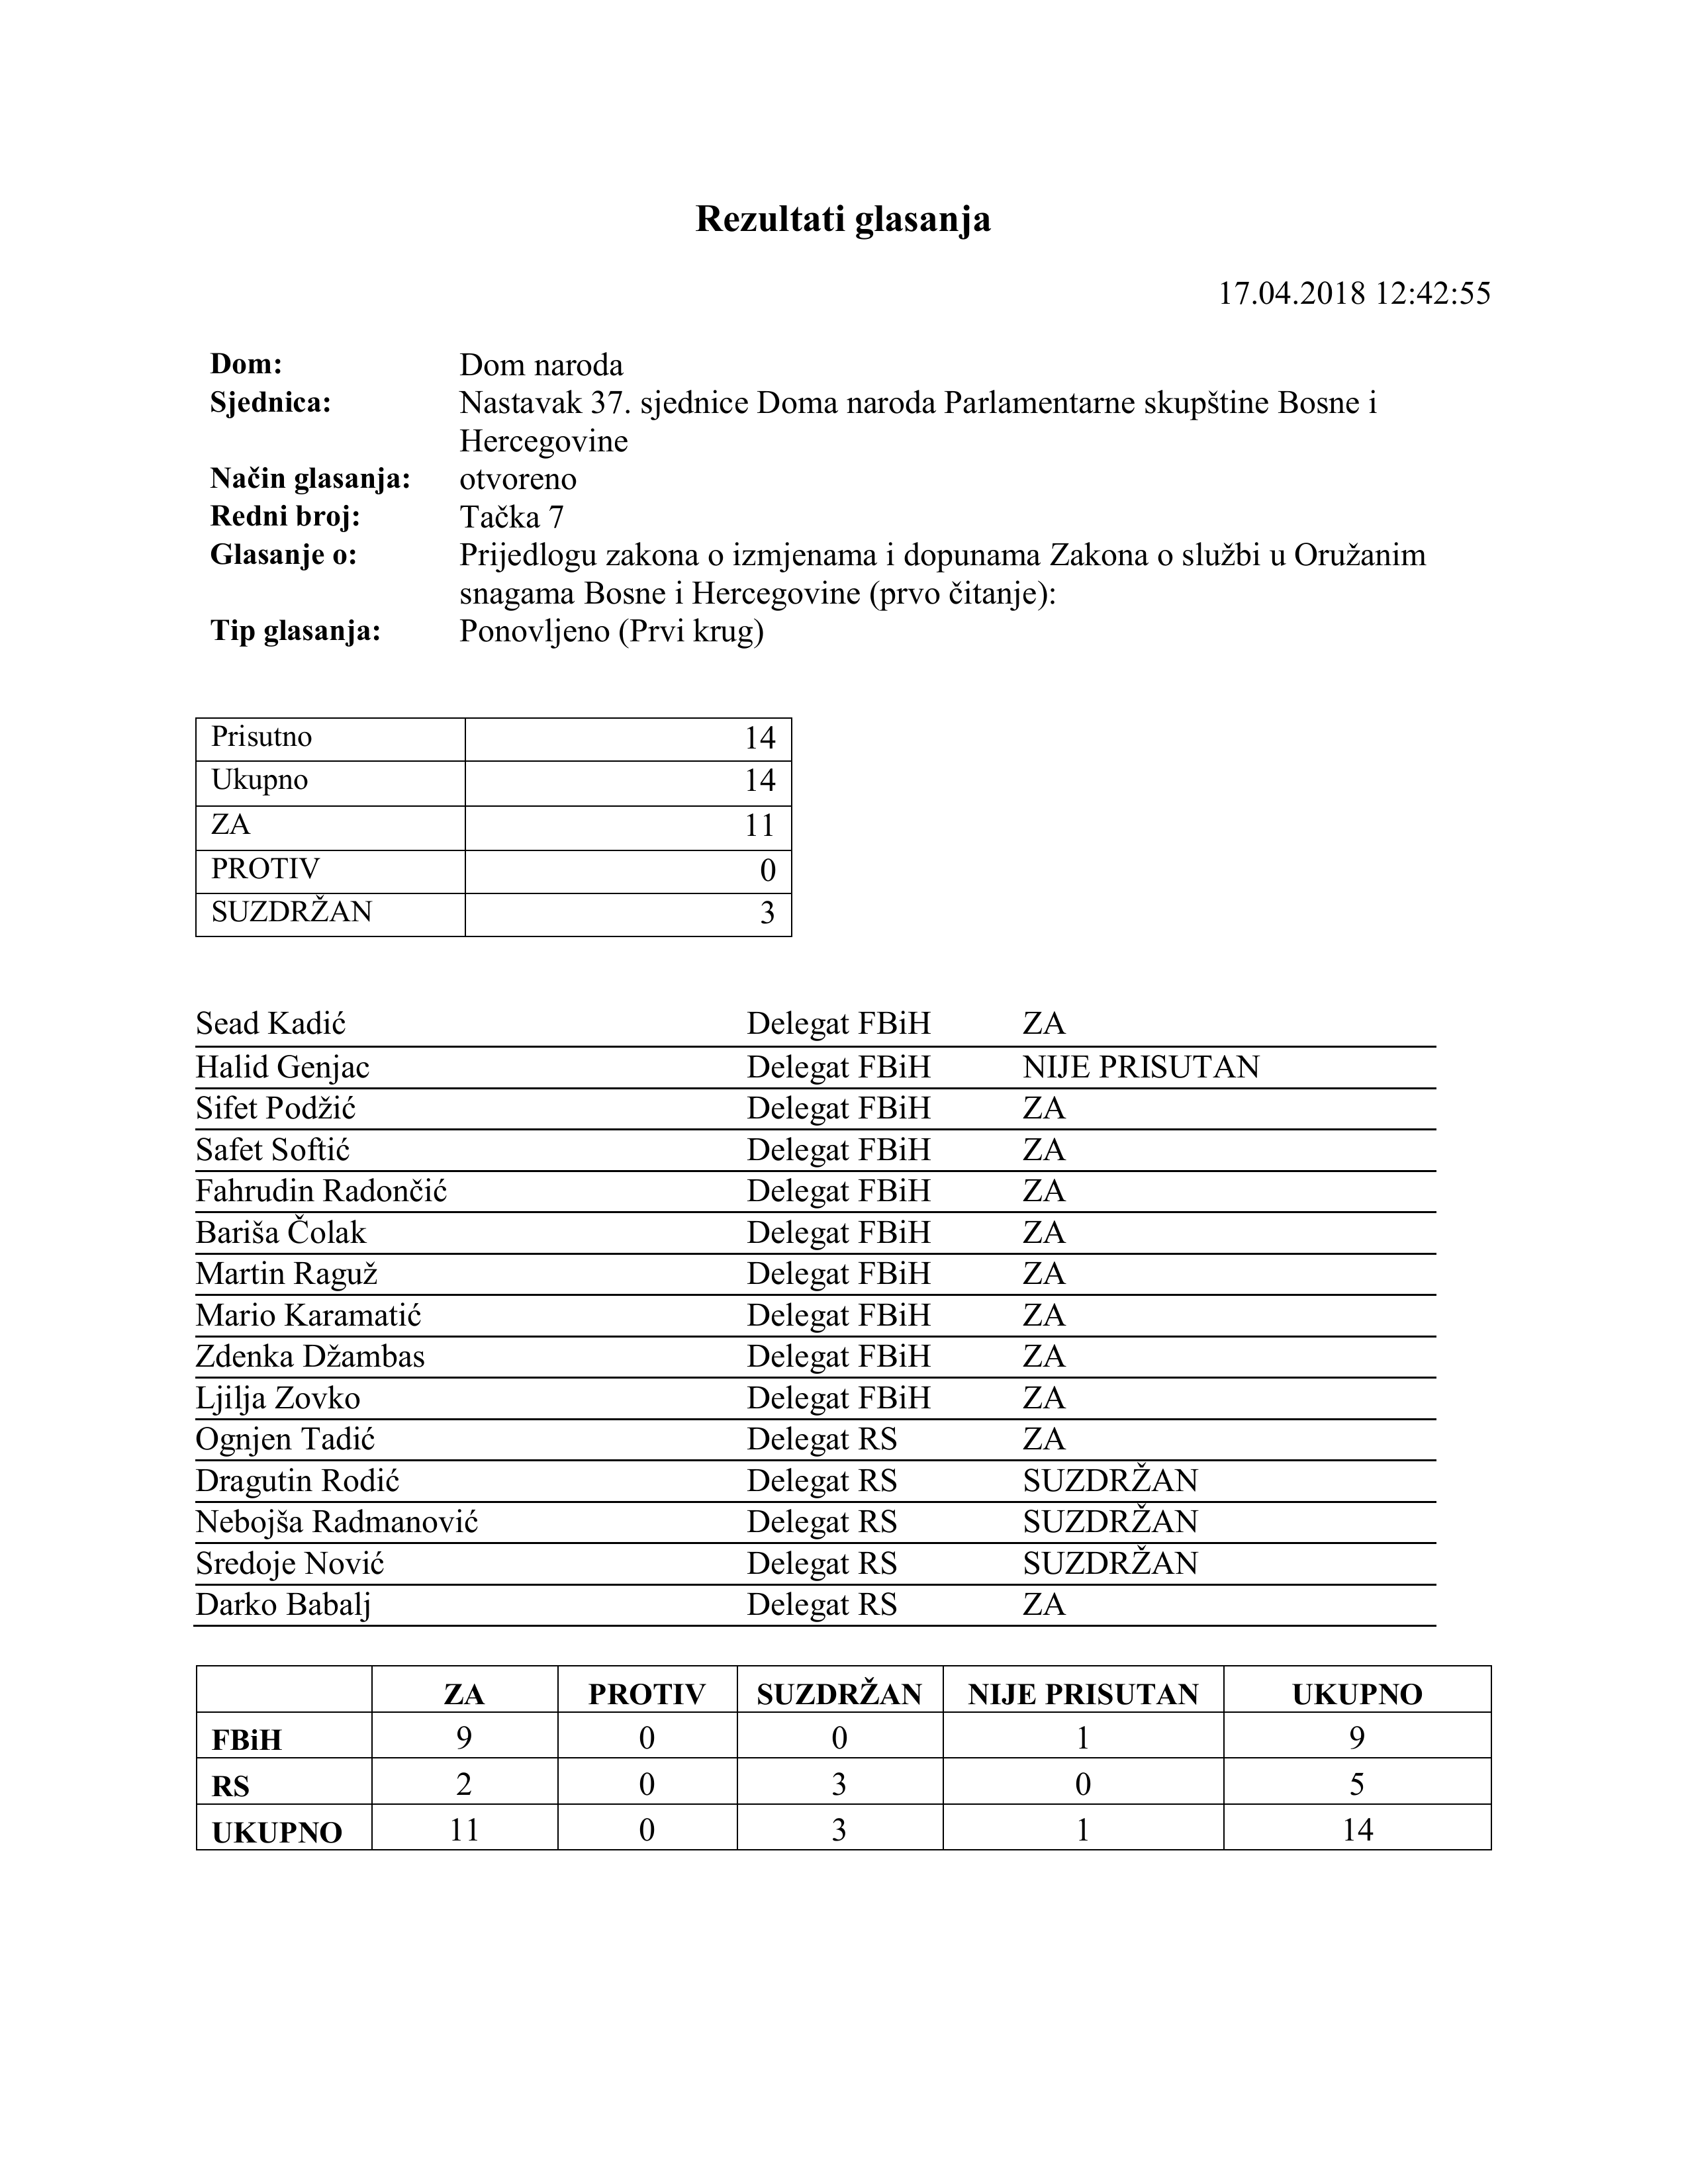 Rezultati glasanja
17.04.2018 12:42:55
Dom: Dom naroda
Sjednica: Nastavak 37. sjednice Doma naroda Parlamentarne skupštine Bosne i
Hercegovine
Način glasanja: otvoreno
Redni broj: Tačka 7
Glasanje o: Prijedlogu zakona o izmjenama i dopunama Zakona o službi u Oružanim
snagama Bosne i Hercegovine (prvo čitanje):
Tip glasanja: Ponovljeno (Prvi krug)
Prisutno 14
Ukupno 14
ZA 11
PROTIV 0
SUZDRŽAN 3
Sead Kadić Delegat FBiH ZA
Halid Genjac Delegat FBiH NIJE PRISUTAN
Sifet Podžić Delegat FBiH ZA
Safet Softić Delegat FBiH ZA
Fahrudin Radončić Delegat FBiH ZA
Bariša Čolak Delegat FBiH ZA
Martin Raguž Delegat FBiH ZA
Mario Karamatić Delegat FBiH ZA
Zdenka Džambas Delegat FBiH ZA
Ljilja Zovko Delegat FBiH ZA
Ognjen Tadić Delegat RS ZA
Dragutin Rodić Delegat RS SUZDRŽAN
Nebojša Radmanović Delegat RS SUZDRŽAN
Sredoje Nović Delegat RS SUZDRŽAN
Darko Babalj Delegat RS ZA
ZA PROTIV SUZDRŽAN NIJE PRISUTAN UKUPNO
FBiH 9 0 0 1 9
RS 2 0 3 0 5
UKUPNO 11 0 3 1 14